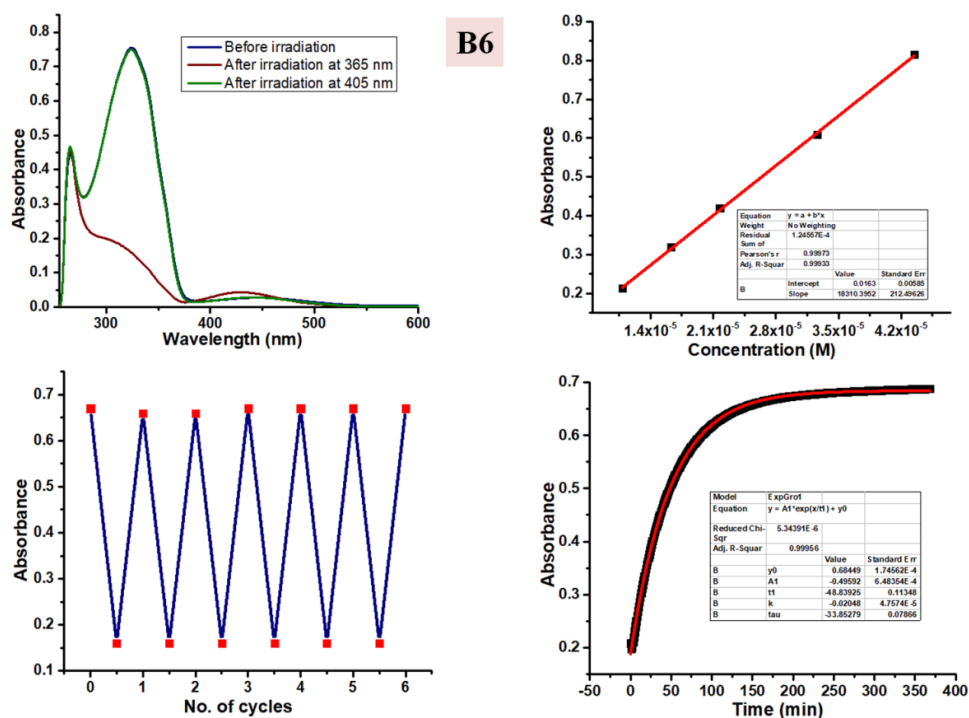 B6
Before irradiation
After irradiation at 365 nm
After irradiation at 405 nm
Absorbance
0.8
0.7
0.6
0.5
0.4
0.3
0.2
0.1
0.0
300 400 500 600
Wavelength (nm)
Absorbance
0.9
0.8
0.7
0.6
0.5
0.4
0.3
0.2
Equation y = a + b*x
Weight No Weighting
Residual Sum of 1.24557E-4
Pearson's r 0.99973
Adj. R-Squar 0.99933
Value Standard Err
B Intercept 0.0163 0.00585
Slope 18310.3952 212.49626
1.4x10⁻⁵ 2.1x10⁻⁵ 2.8x10⁻⁵ 3.5x10⁻⁵ 4.2x10⁻⁵
Concentration (M)
Absorbance
0.7
0.6
0.5
0.4
0.3
0.2
0.1
0 1 2 3 4 5 6
No. of cycles
Absorbance
0.7
0.6
0.5
0.4
0.3
0.2
Model ExpGro1
Equation y = A1*exp(x/t1) + y0
Reduced Chi-Sqr 5.34391E-6
Adj. R-Squar 0.99956
Value Standard Err
B y0 0.68449 1.74562E-4
B A1 -0.49592 6.48354E-4
B t1 -48.83925 0.11348
B k -0.02048 4.7574E-5
B tau -33.85279 0.07866
-50 0 50 100 150 200 250 300 350 400
Time (min)